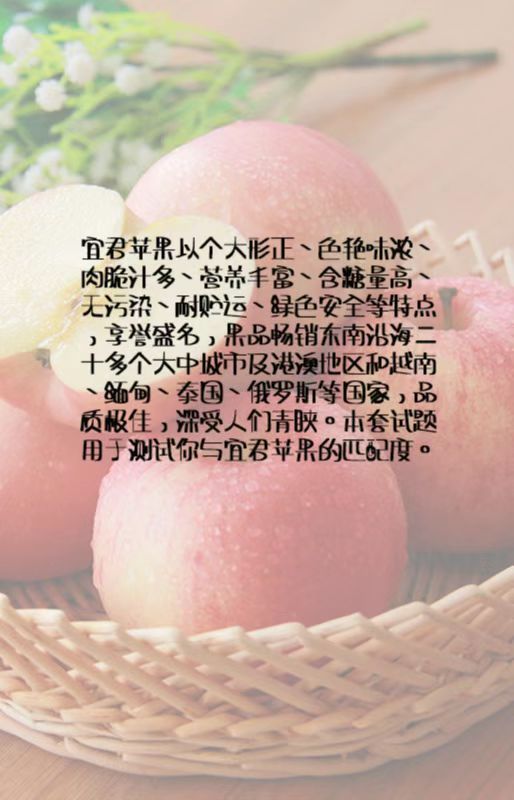 宜君苹果以个大形正、色艳味浓、
肉脆汁多、营养丰富、含糖量高、
无污染、耐贮运、绿色安全等特点
，享誉盛名，果品畅销东南沿海二
十多个大中城市及港澳地区和越南
、缅甸、泰国、俄罗斯等国家，品
质极佳，深受人们青睐。本套试题
用于测试你与宜君苹果的匹配度。